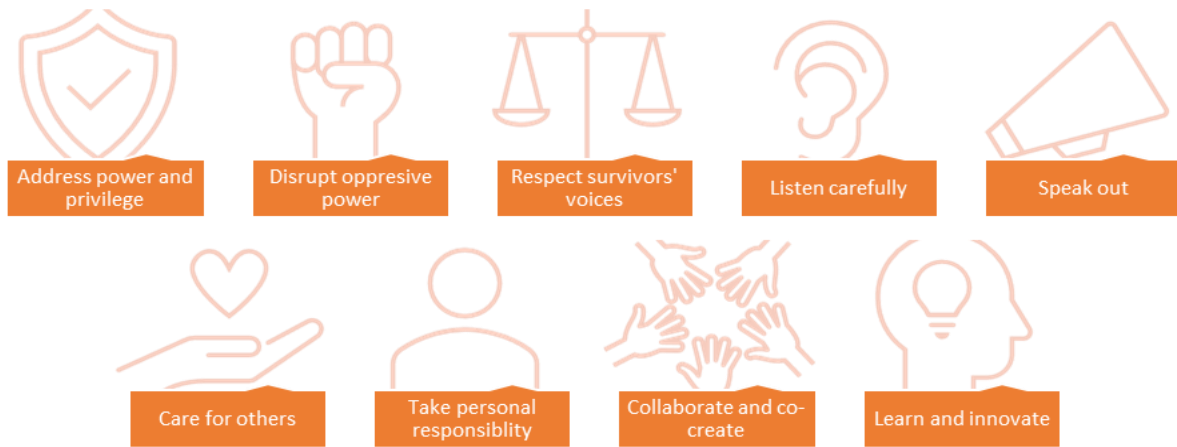 Address power and
privilege
Disrupt oppresive
power
Respect survivors'
voices
Listen carefully
Speak out
Care for others
Take personal
responsiblity
Collaborate and co-
create
Learn and innovate